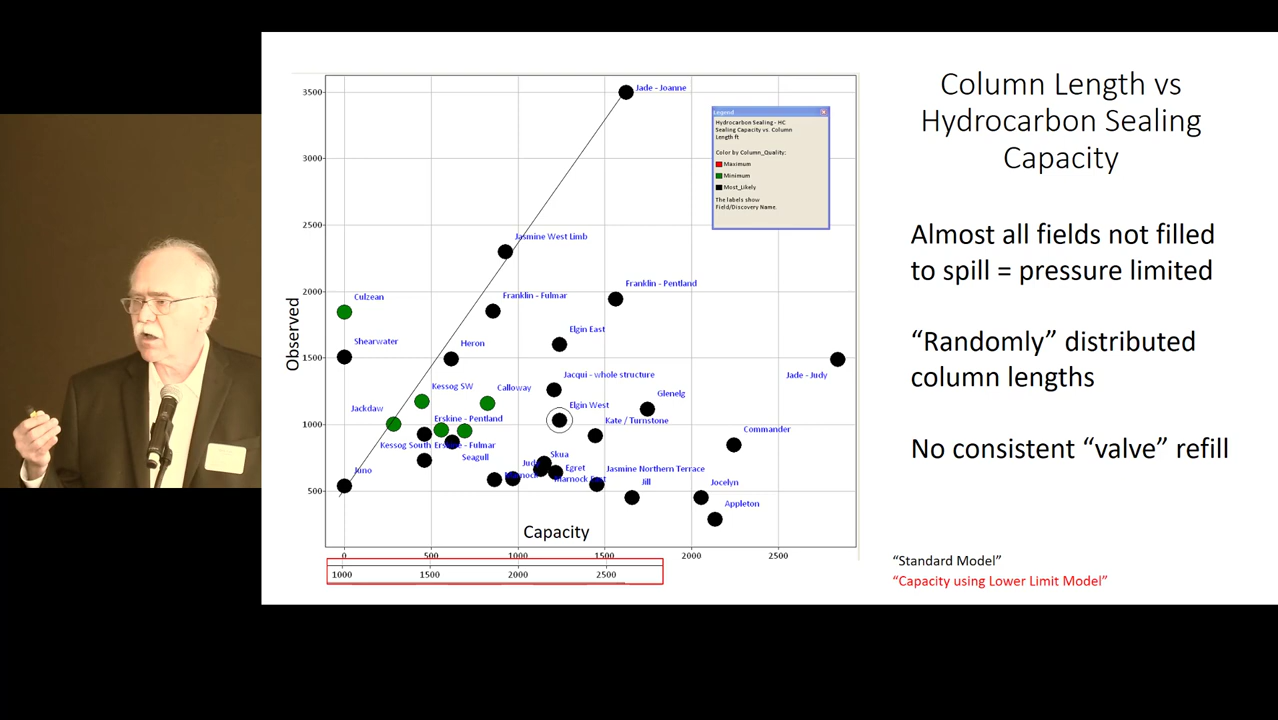 Column Length vs
Hydrocarbon Sealing
Capacity
Almost all fields not filled
to spill = pressure limited
“Randomly” distributed
column lengths
No consistent “valve” refill
“Standard Model”
“Capacity using Lower Limit Model”
Observed
3500
3000
2500
2000
1500
1000
500
Jade - Joanne
Legend
Hydrocarbon Sealing - HC
Sealing Capacity vs. Column
Length ft
Color by Column_Quality:
Maximum
Minimum
Most_Likely
The labels show
Field/Discovery Name.
Jasmine West Limb
Culzean
Franklin - Fulmar
Franklin - Pentland
Shearwater
Heron
Elgin East
Jade - Judy
Kessog SW
Calloway
Jacqui - whole structure
Glenelg
Jackdaw
Erskine - Pentland
Elgin West
Kate / Turnstone
Commander
Kessog South
Erskine - Fulmar
Seagull
Skua
Juno
Egret
Marnock East
Jasmine Northern Terrace
Jill
Jocelyn
Appleton
Capacity
0 500 1000 1500 2000 2500
1000 1500 2000 2500